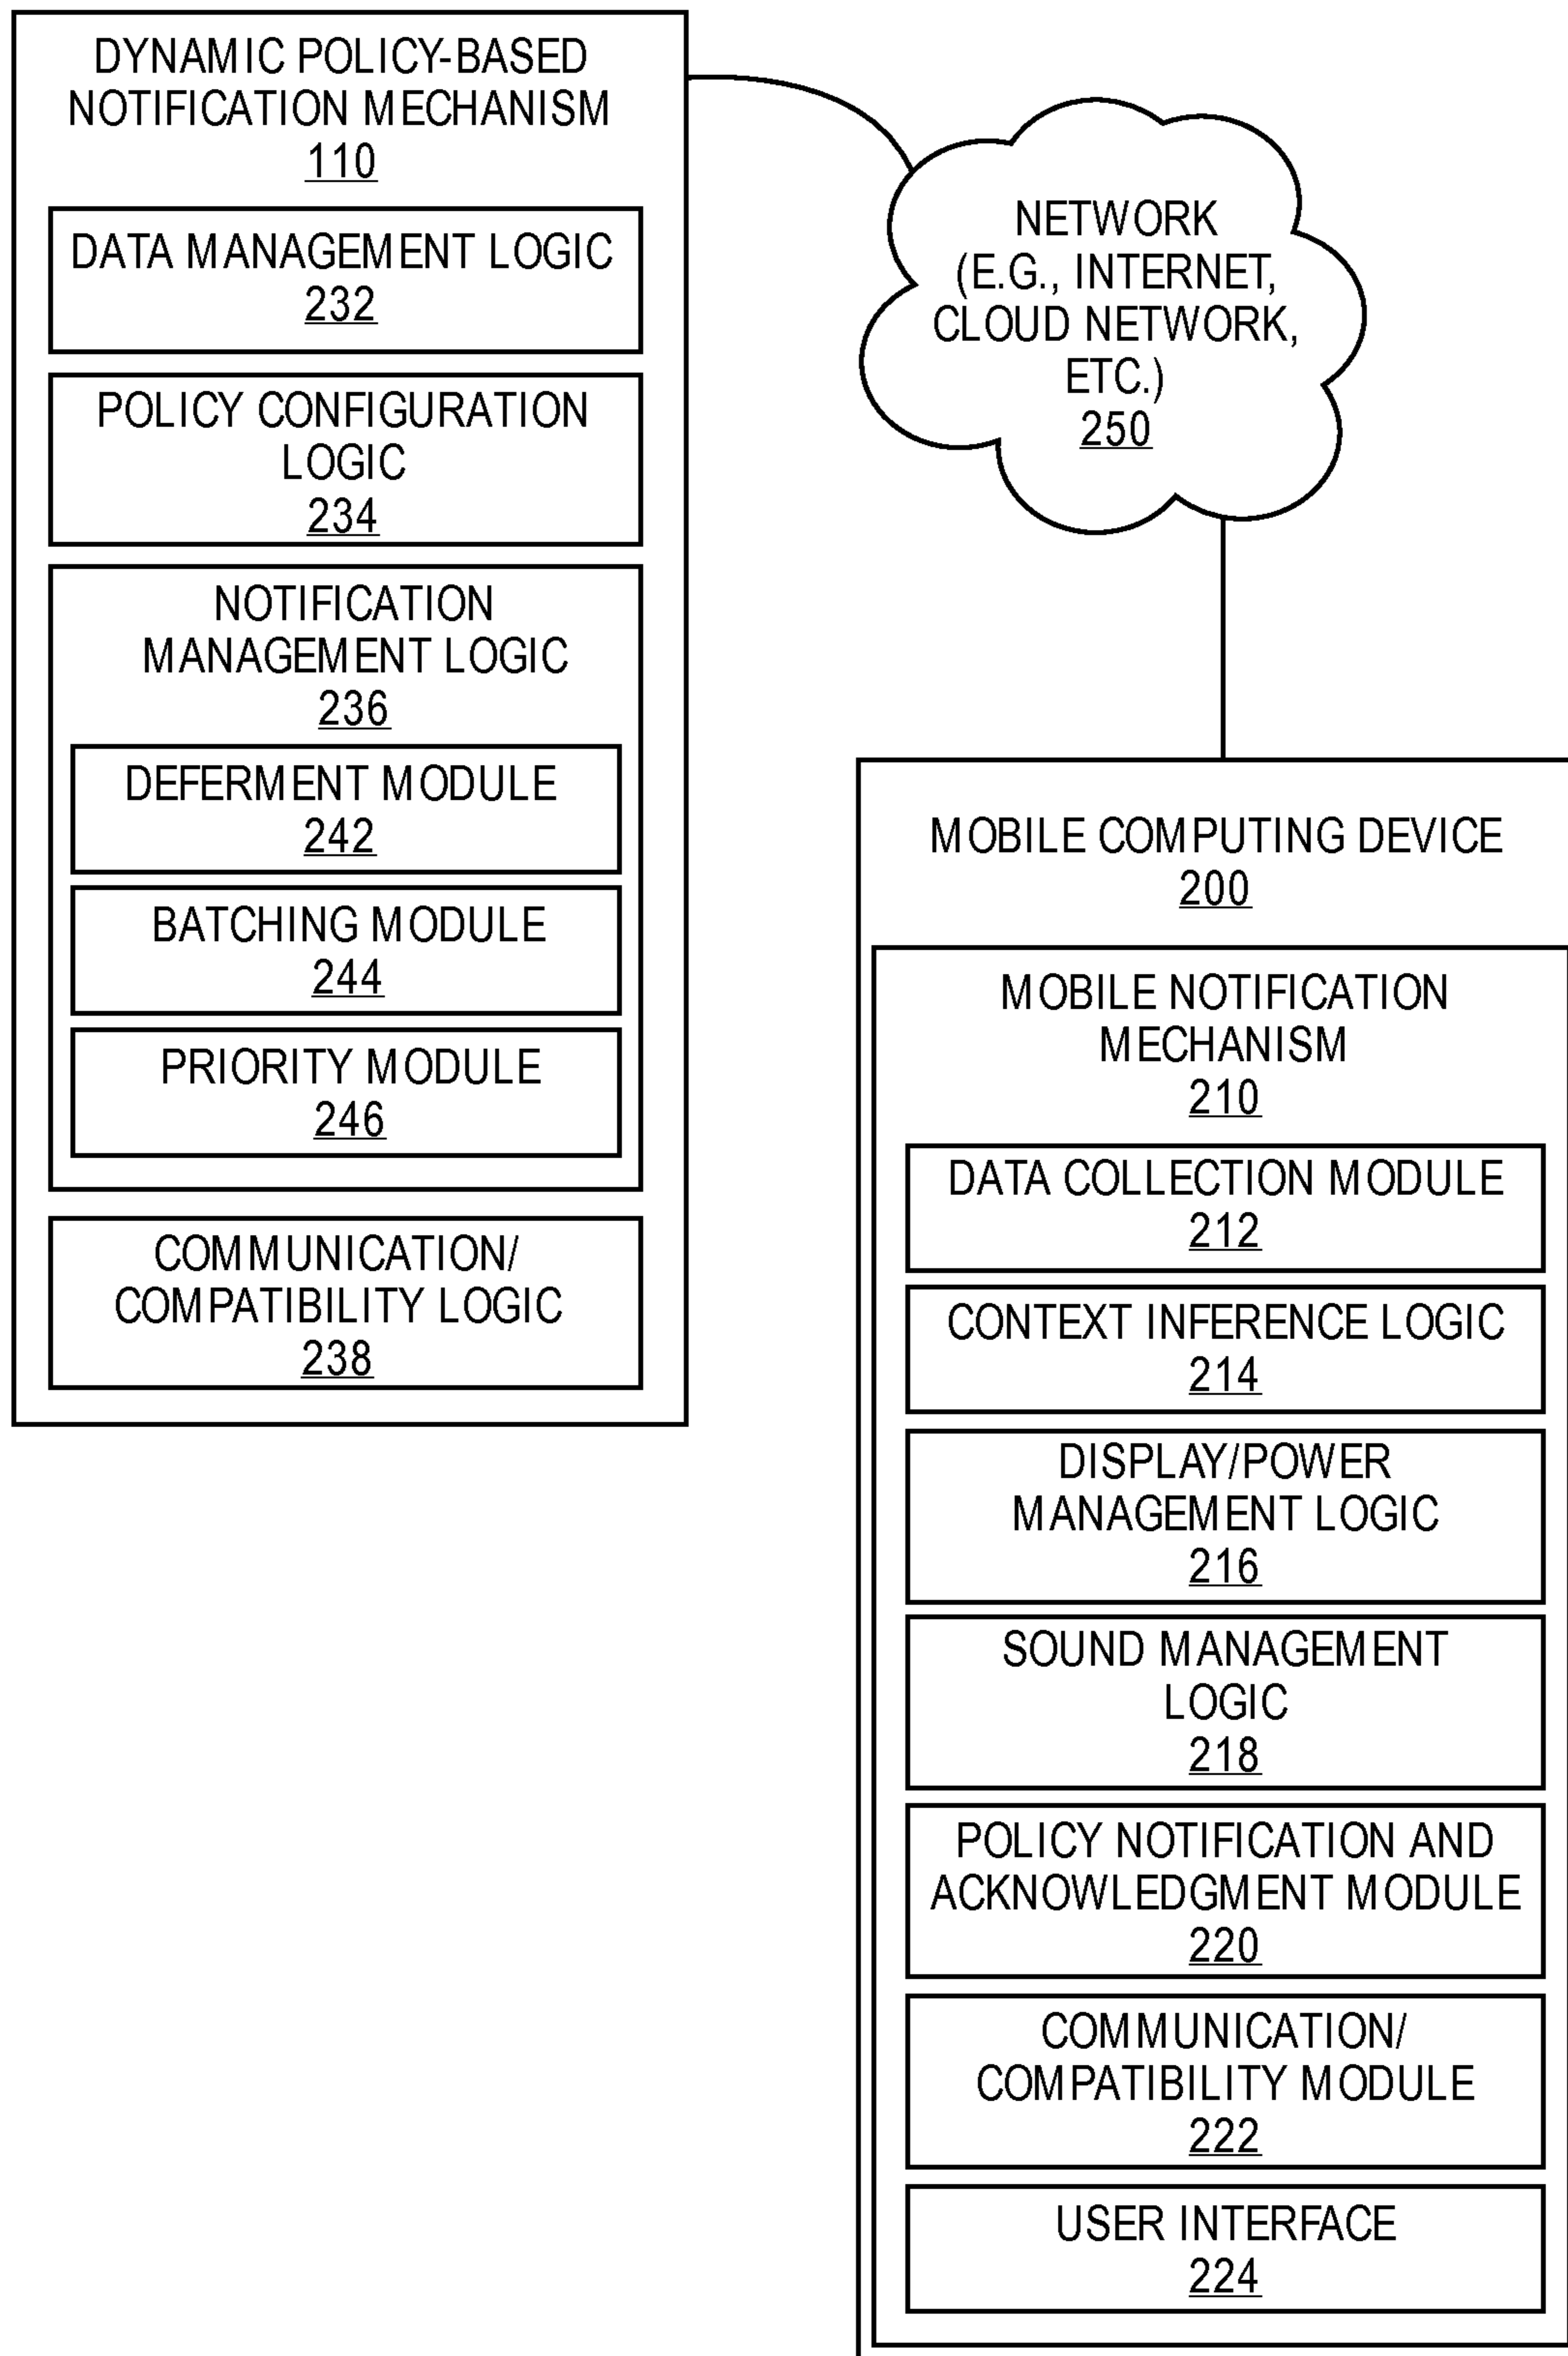 DYNAMIC POLICY-BASED
NOTIFICATION MECHANISM
110
DATA MANAGEMENT LOGIC
232
POLICY CONFIGURATION
LOGIC
234
NOTIFICATION
MANAGEMENT LOGIC
236
DEFERMENT MODULE
242
BATCHING MODULE
244
PRIORITY MODULE
246
COMMUNICATION/
COMPATIBILITY LOGIC
238
NETWORK
(E.G., INTERNET,
CLOUD NETWORK,
ETC.)
250
MOBILE COMPUTING DEVICE
200
MOBILE NOTIFICATION
MECHANISM
210
DATA COLLECTION MODULE
212
CONTEXT INFERENCE LOGIC
214
DISPLAY/POWER
MANAGEMENT LOGIC
216
SOUND MANAGEMENT
LOGIC
218
POLICY NOTIFICATION AND
ACKNOWLEDGMENT MODULE
220
COMMUNICATION/
COMPATIBILITY MODULE
222
USER INTERFACE
224